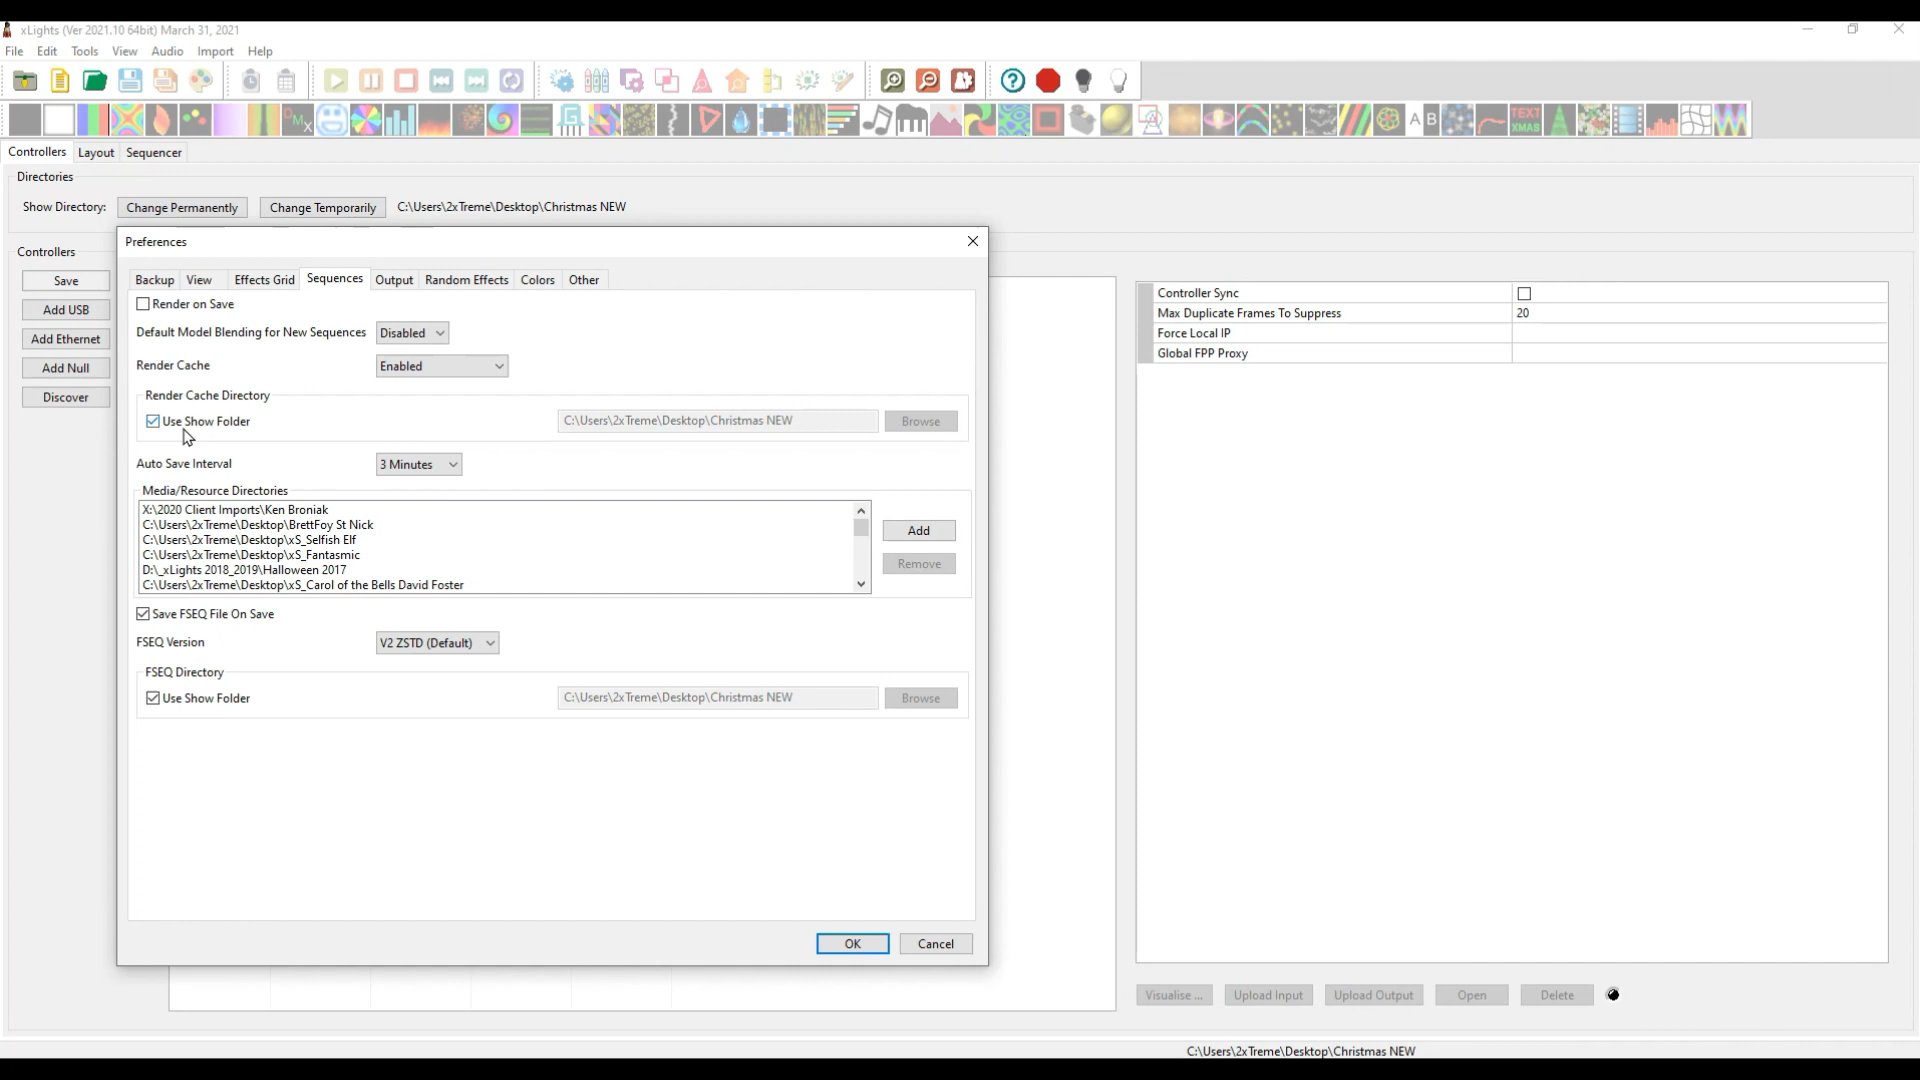 xLights (Ver 2021.10 64bit) March 31, 2021
File Edit Tools View Audio Import Help
DMX
A B
TEXT XMAS
Controllers Layout Sequencer
Directories
Show Directory: Change Permanently Change Temporarily C:\Users\2xTreme\Desktop\Christmas NEW
Controllers
Save
Add USB
Add Ethernet
Add Null
Discover
Preferences
Backup View Effects Grid Sequences Output Random Effects Colors Other
Render on Save
Default Model Blending for New Sequences Disabled
Render Cache Enabled
Render Cache Directory
Use Show Folder C:\Users\2xTreme\Desktop\Christmas NEW Browse
Auto Save Interval 3 Minutes
Media/Resource Directories
X:\2020 Client Imports\Ken Broniak
C:\Users\2xTreme\Desktop\BrettFoy St Nick
C:\Users\2xTreme\Desktop\xS_Selfish Elf
C:\Users\2xTreme\Desktop\xS_Fantasmic
D:\_xLights 2018_2019\Halloween 2017
C:\Users\2xTreme\Desktop\xS_Carol of the Bells David Foster
Add
Remove
Save FSEQ File On Save
FSEQ Version V2 ZSTD (Default)
FSEQ Directory
Use Show Folder C:\Users\2xTreme\Desktop\Christmas NEW Browse
OK Cancel
Controller Sync
Max Duplicate Frames To Suppress 20
Force Local IP
Global FPP Proxy
Visualise ... Upload Input Upload Output Open Delete
C:\Users\2xTreme\Desktop\Christmas NEW